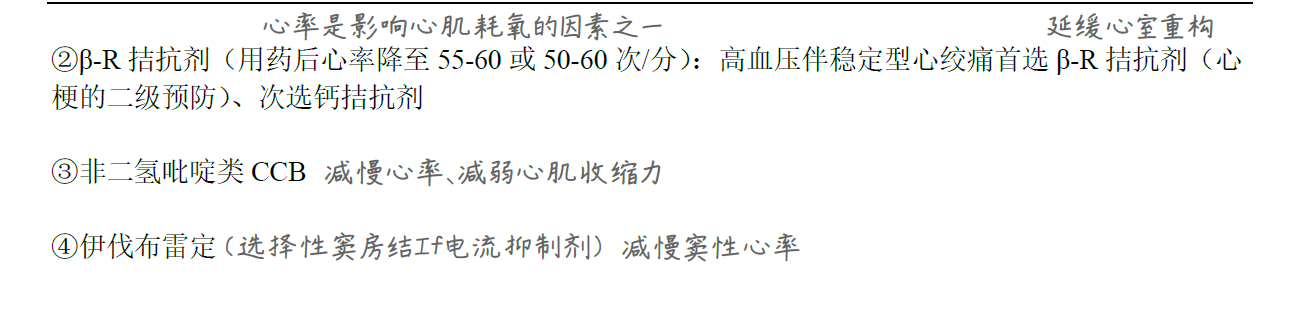 心率是影响心肌耗氧的因素之一 延缓心室重构
②β-R 拮抗剂（用药后心率降至 55-60 或 50-60 次/分）：高血压伴稳定型心绞痛首选 β-R 拮抗剂（心
梗的二级预防）、次选钙拮抗剂
③非二氢吡啶类 CCB 减慢心率、减弱心肌收缩力
④伊伐布雷定(选择性窦房结If电流抑制剂) 减慢窦性心率